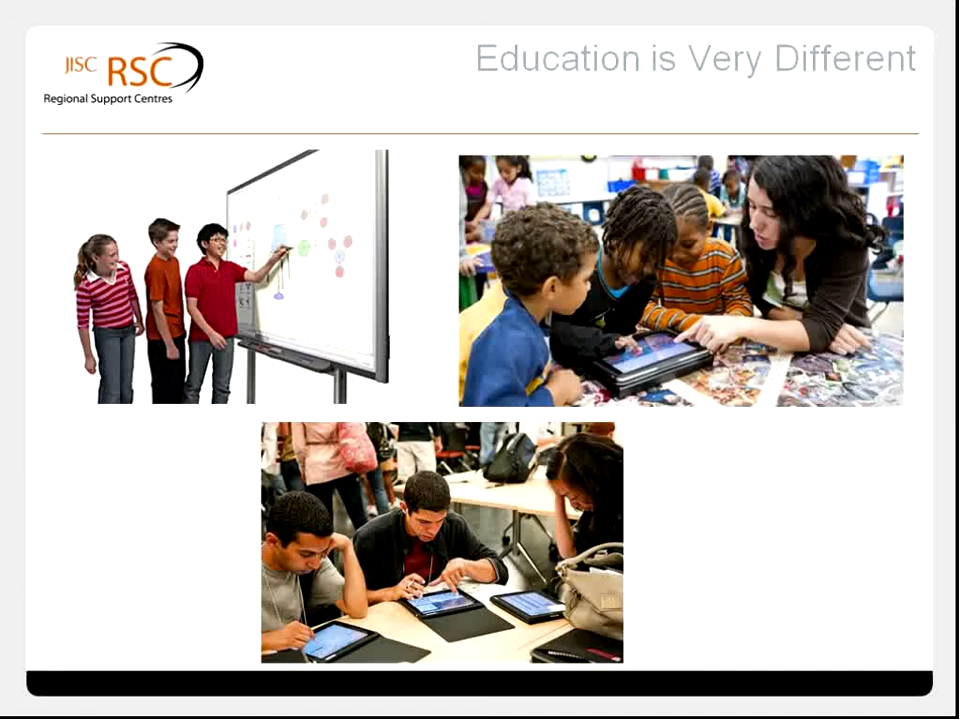 JISC RSC
Regional Support Centres
Education is Very Different